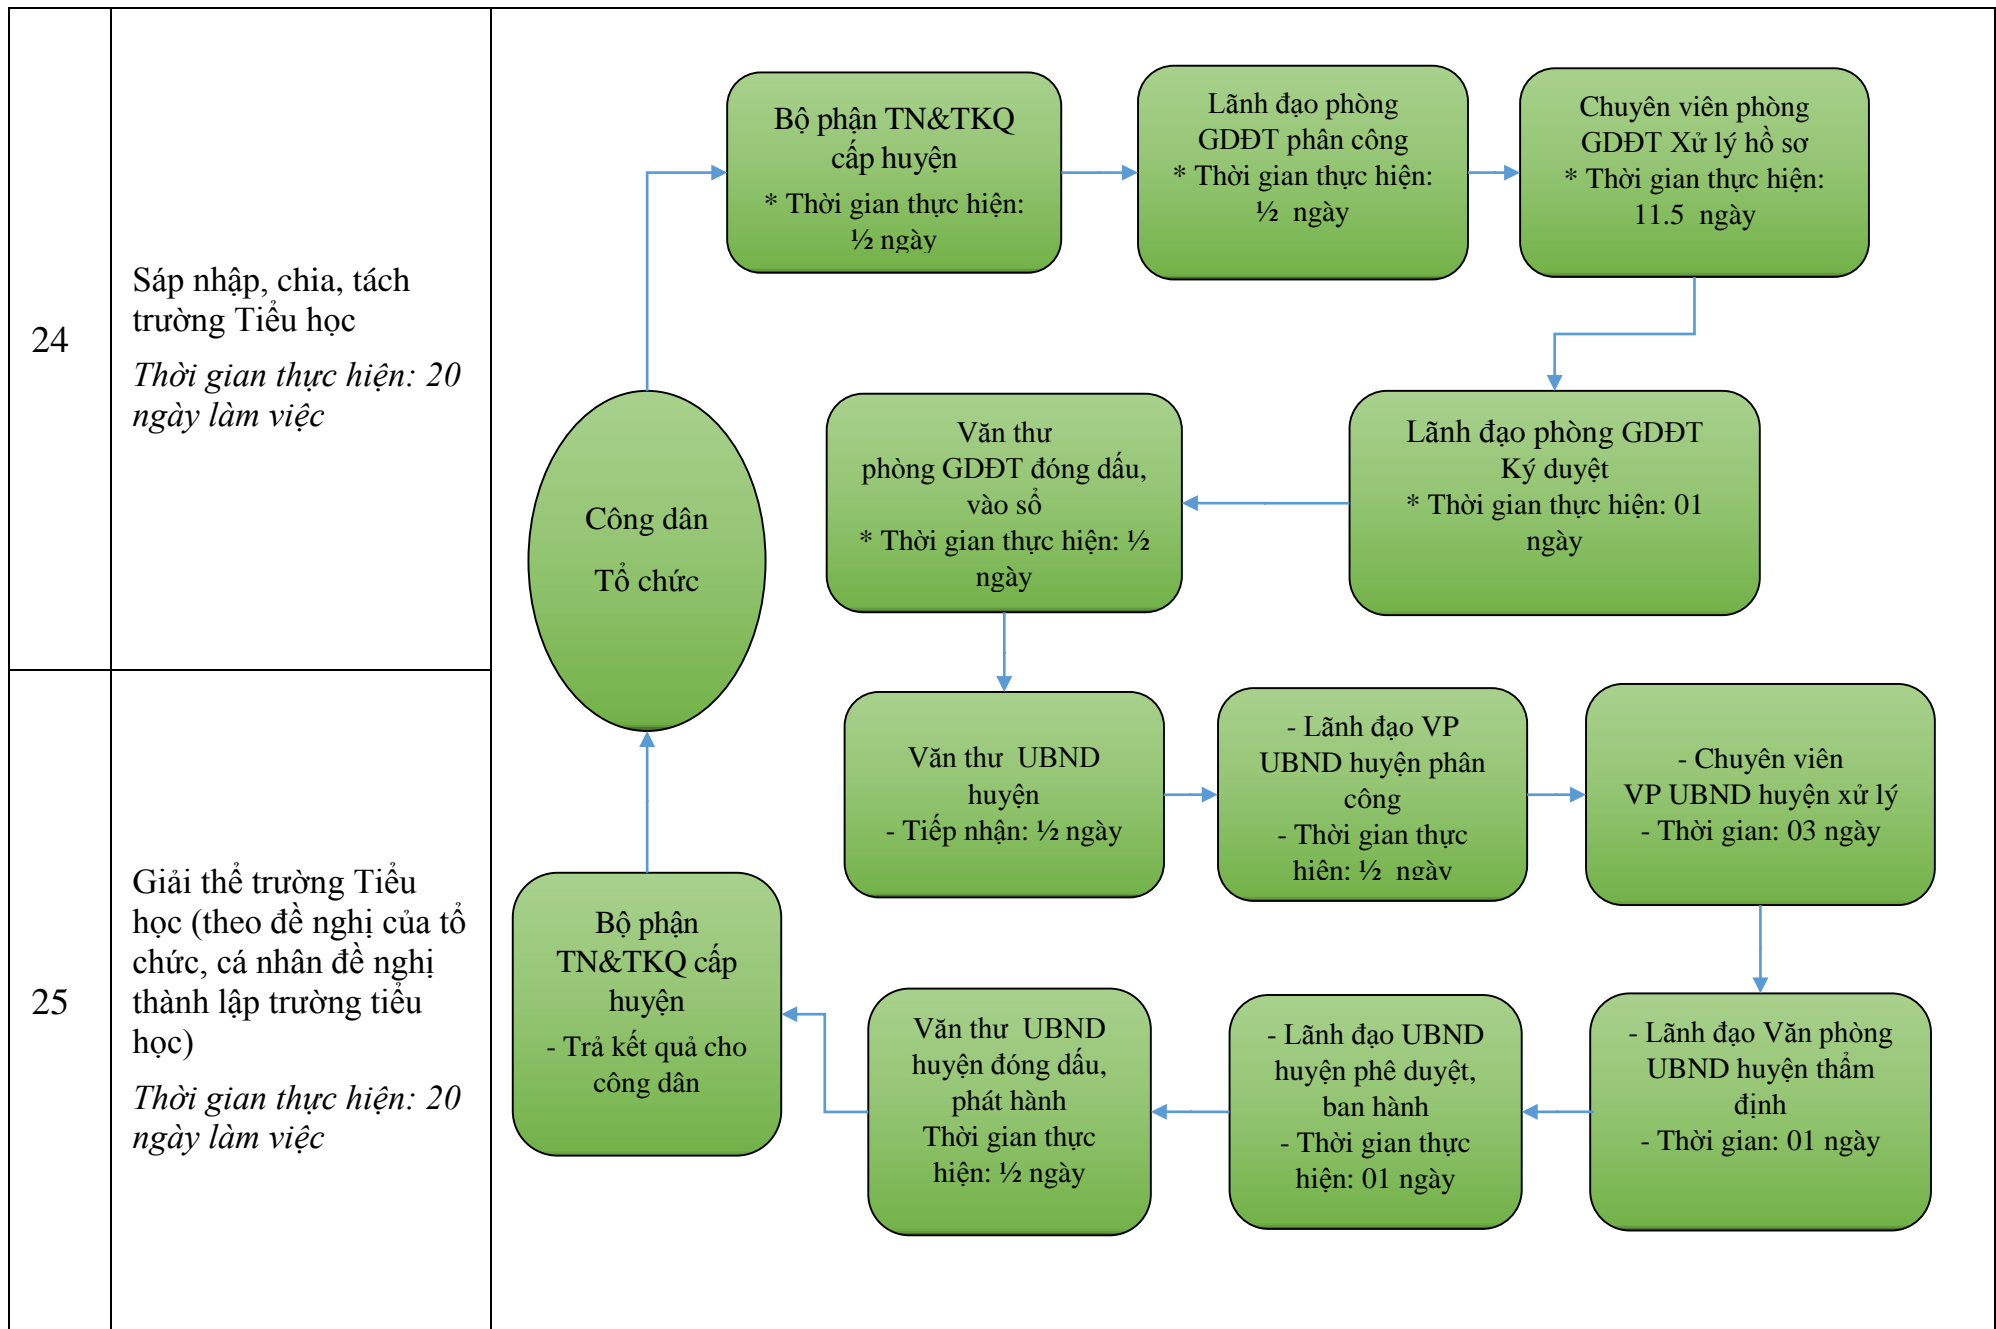 24
Sáp nhập, chia, tách
trường Tiểu học
Thời gian thực hiện: 20
ngày làm việc
Bộ phận TN&TKQ
cấp huyện
* Thời gian thực hiện:
½ ngày
Lãnh đạo phòng
GDĐT phân công
* Thời gian thực hiện:
½ ngày
Chuyên viên phòng
GDĐT Xử lý hồ sơ
* Thời gian thực hiện:
11.5 ngày
Lãnh đạo phòng GDĐT
Ký duyệt
* Thời gian thực hiện: 01
ngày
Văn thư
phòng GDĐT đóng dấu,
vào sổ
* Thời gian thực hiện: ½
ngày
Công dân
Tổ chức
25
Giải thể trường Tiểu
học (theo đề nghị của tổ
chức, cá nhân đề nghị
thành lập trường tiểu
học)
Thời gian thực hiện: 20
ngày làm việc
Văn thư UBND
huyện
- Tiếp nhận: ½ ngày
- Lãnh đạo VP
UBND huyện phân
công
- Thời gian thực
hiện: ½ ngày
- Chuyên viên
VP UBND huyện xử lý
- Thời gian: 03 ngày
- Lãnh đạo Văn phòng
UBND huyện thẩm
định
- Thời gian: 01 ngày
- Lãnh đạo UBND
huyện phê duyệt,
ban hành
- Thời gian thực
hiện: 01 ngày
Văn thư UBND
huyện đóng dấu,
phát hành
Thời gian thực
hiện: ½ ngày
Bộ phận
TN&TKQ cấp
huyện
- Trả kết quả cho
công dân